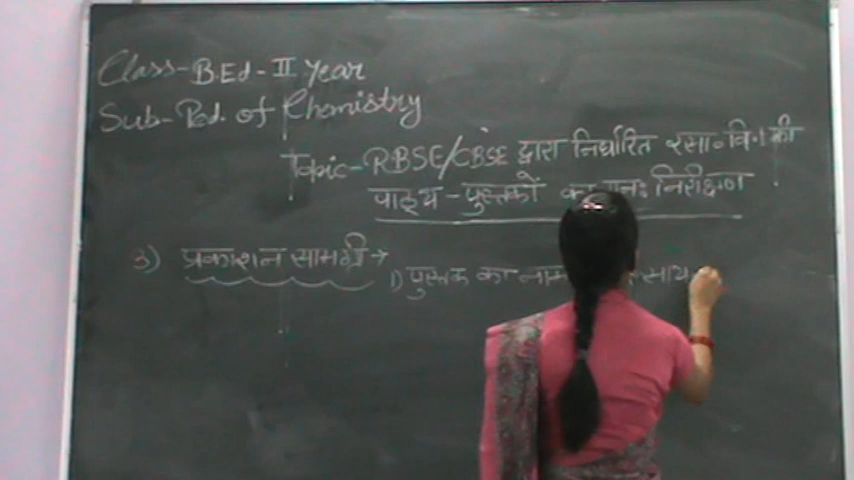 Class-B.Ed-II Year
Sub-Ped. of Chemistry
Topic-RBSE/CBSE द्वारा निर्धारित रसा० वि० की
पाठ्य-पुस्तकों का निरीक्षण
3) प्रकाशन सामग्री→
1) पुस्तक का नाम